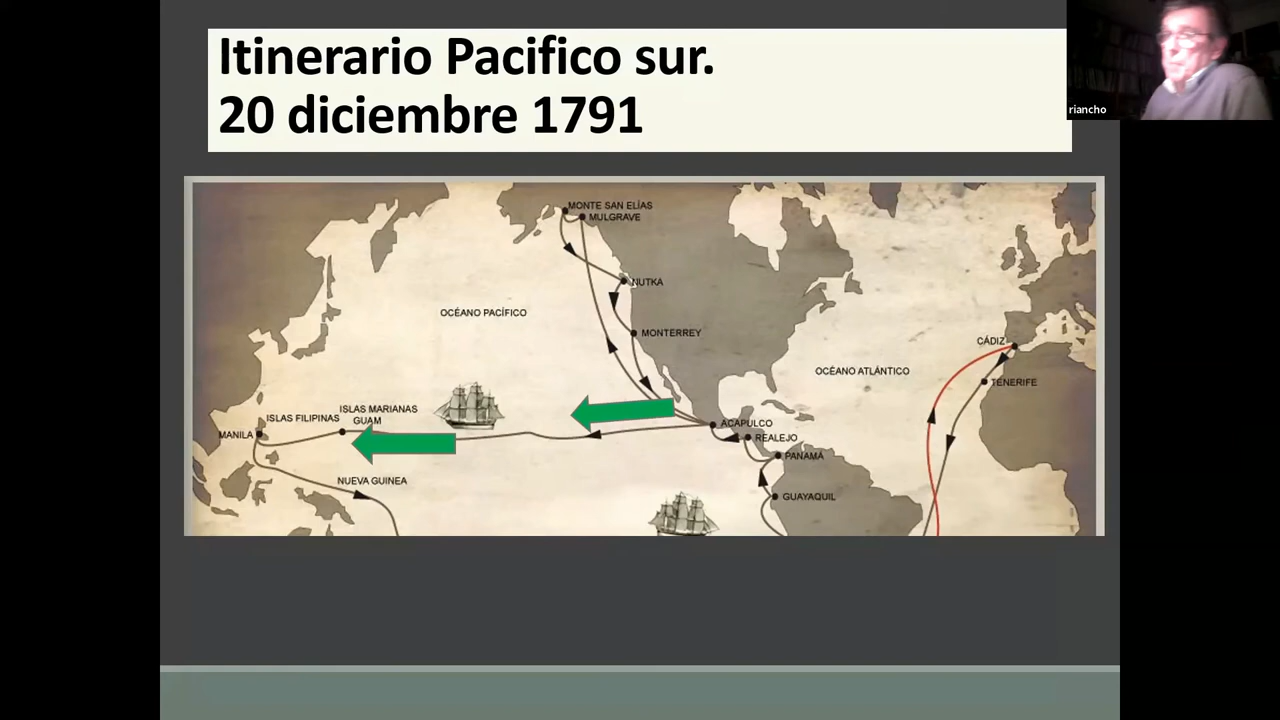 Itinerario Pacifico sur.
20 diciembre 1791
riancho
MONTE SAN ELÍAS
MULGRAVE
NUTKA
OCÉANO PACÍFICO
MONTERREY
CÁDIZ
OCÉANO ATLÁNTICO
TENERIFE
ISLAS MARIANAS
GUAM
ISLAS FILIPINAS
MANILA
ACAPULCO
REALEJO
PANAMÁ
NUEVA GUINEA
GUAYAQUIL